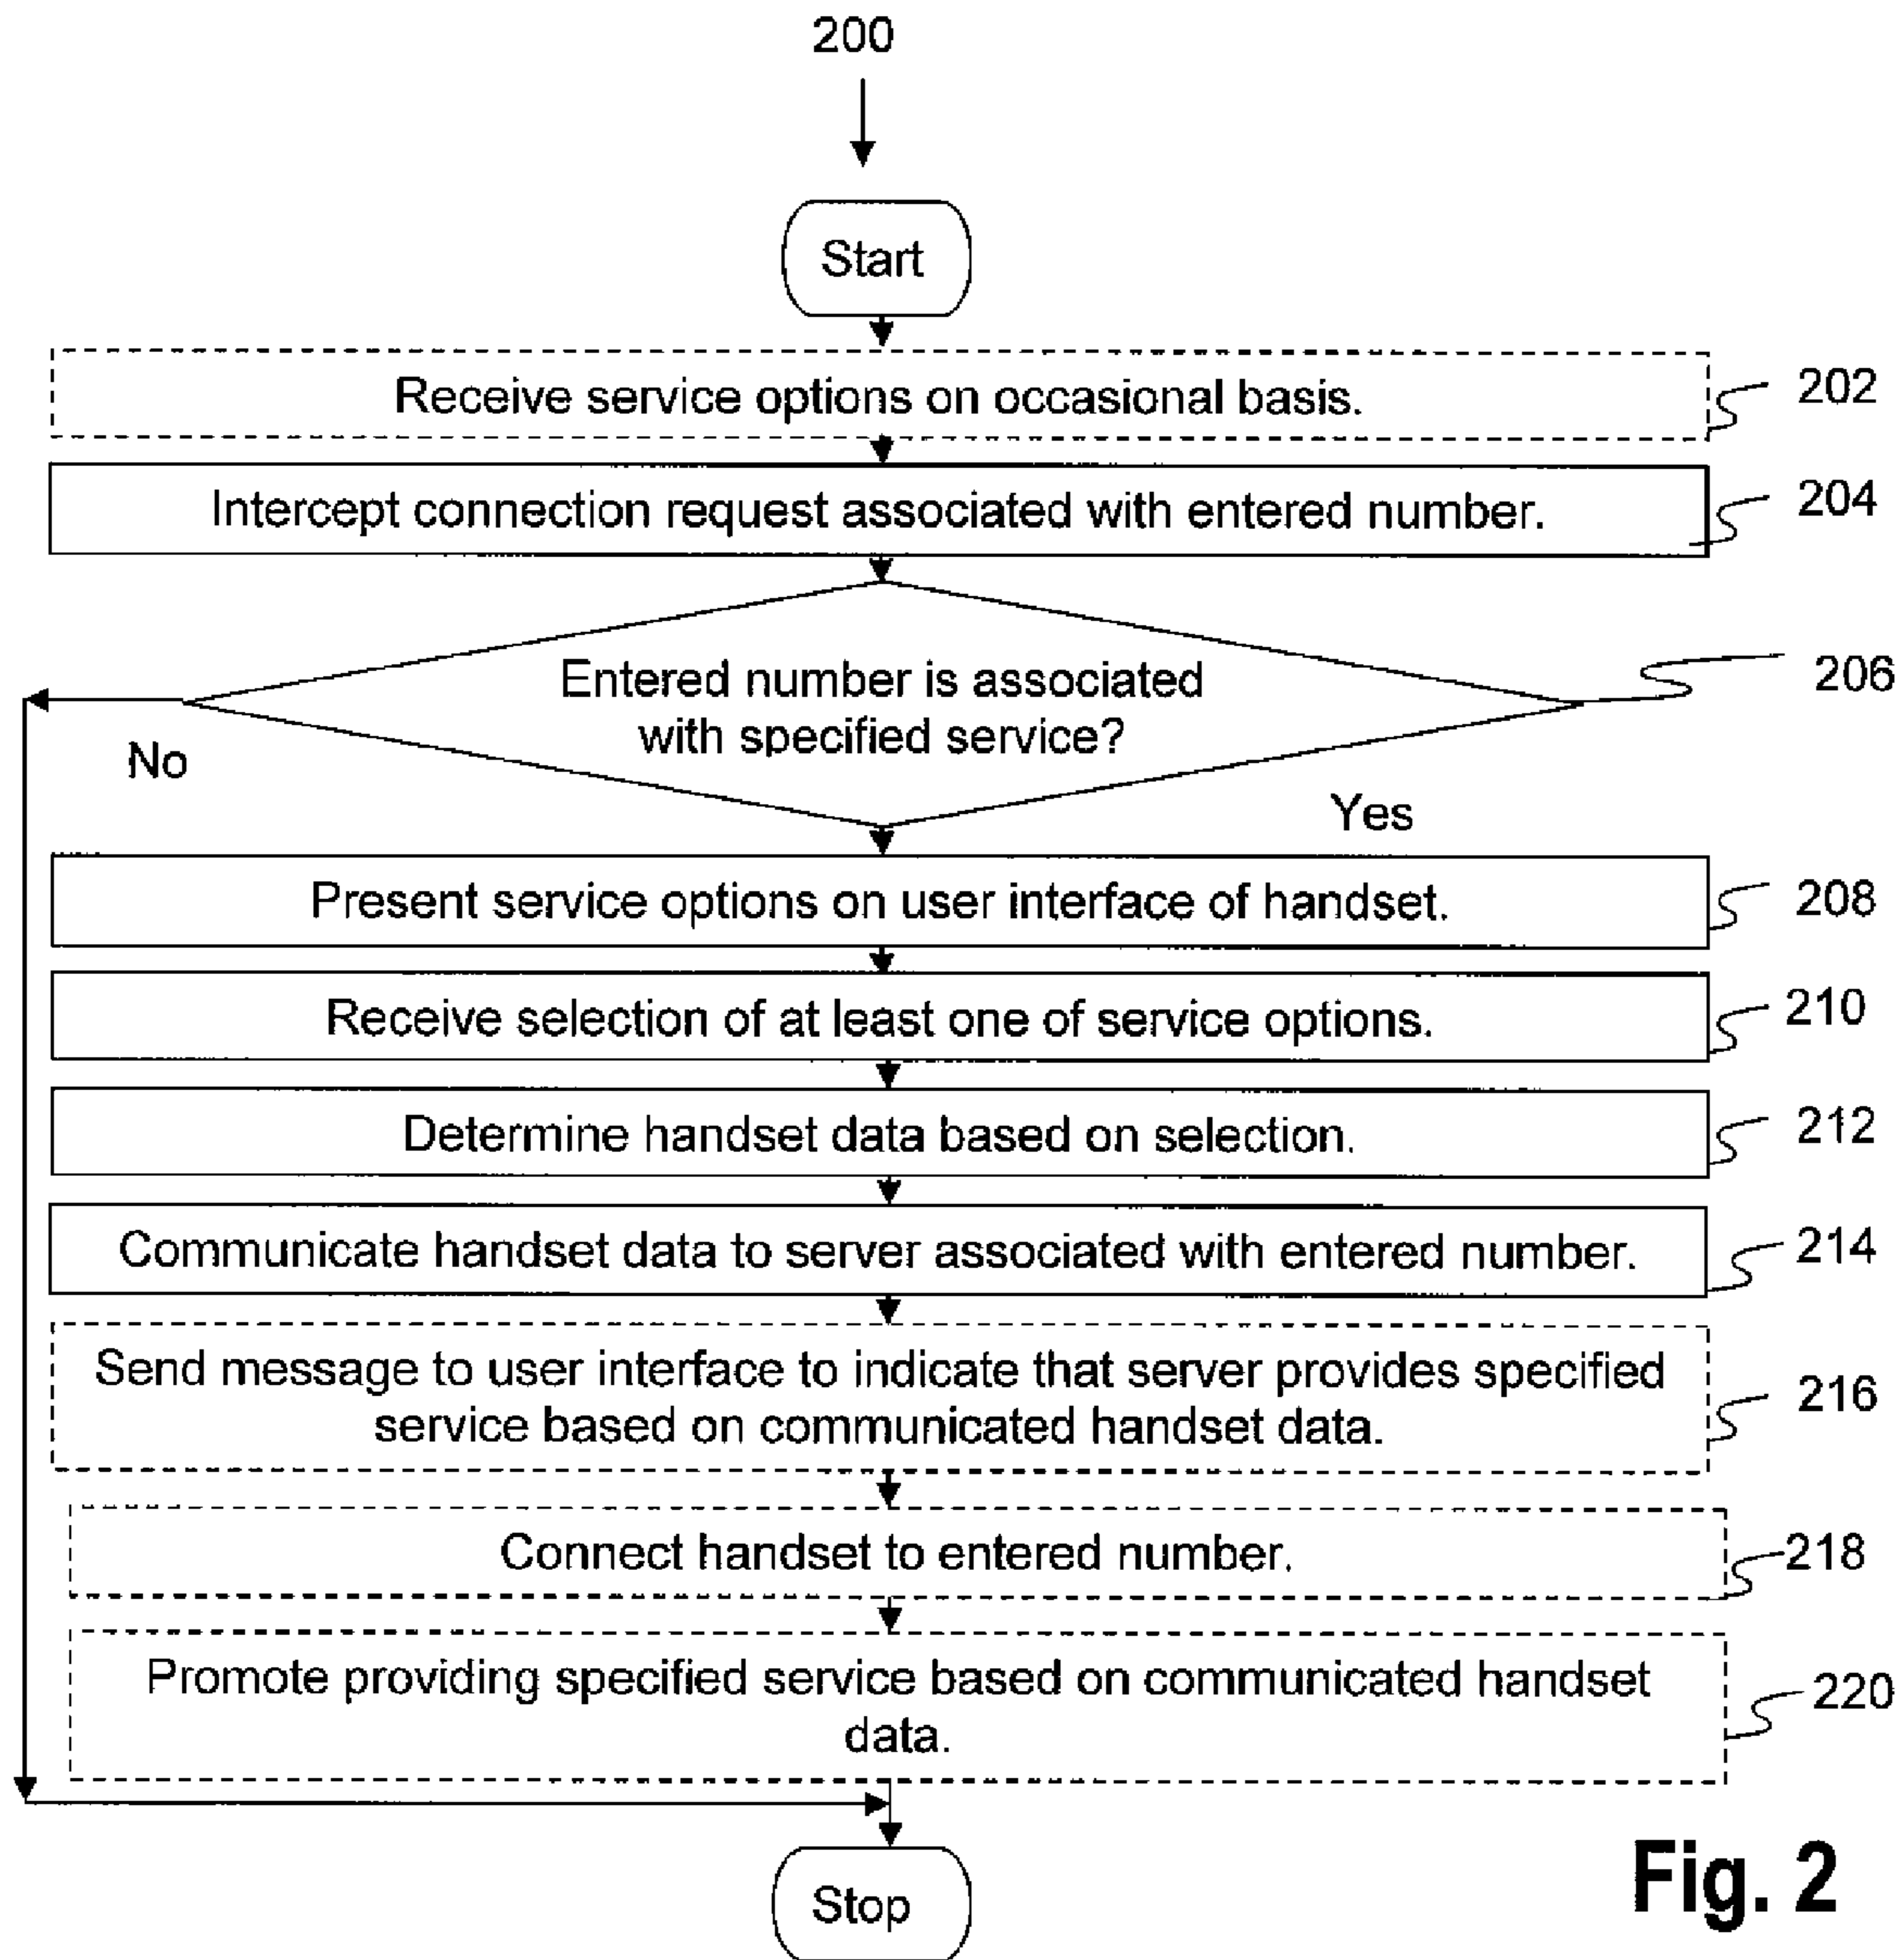 200
Start
Receive service options on occasional basis.
202
Intercept connection request associated with entered number.
204
Entered number is associated
with specified service?
206
No
Yes
Present service options on user interface of handset.
208
Receive selection of at least one of service options.
210
Determine handset data based on selection.
212
Communicate handset data to server associated with entered number.
214
Send message to user interface to indicate that server provides specified
service based on communicated handset data.
216
Connect handset to entered number.
218
Promote providing specified service based on communicated handset
data.
220
Stop
Fig. 2